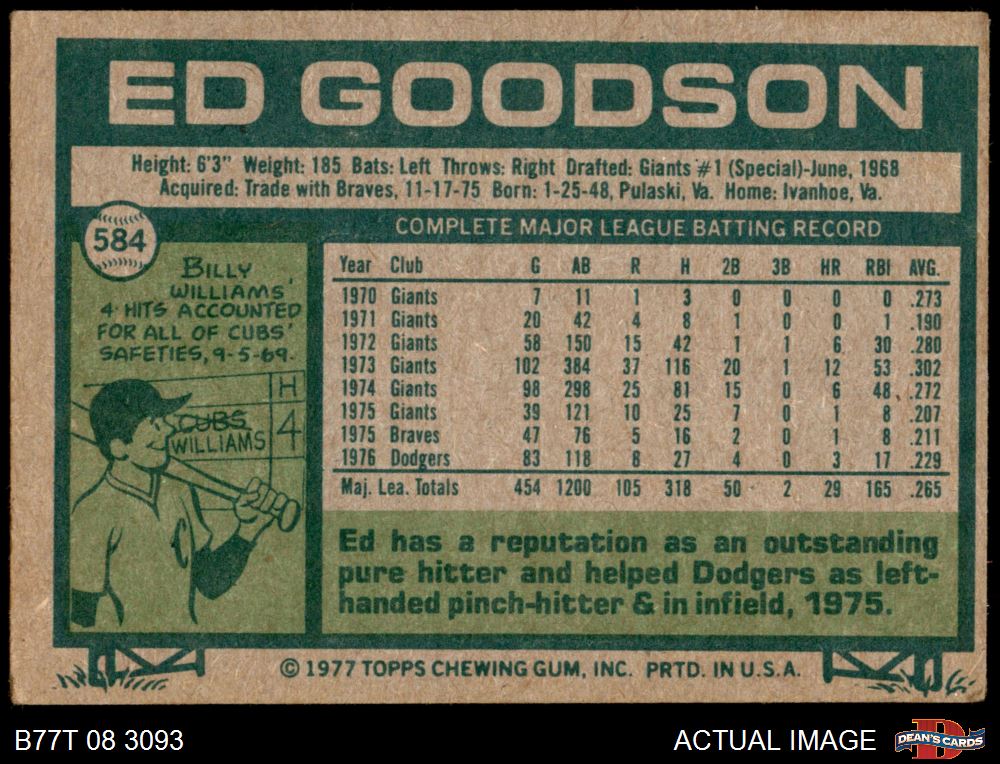 ED GOODSON
Height: 6'3" Weight: 185 Bats: Left Throws: Right Drafted: Giants #1 (Special)-June, 1968
Acquired: Trade with Braves, 11-17-75 Born: 1-25-48, Pulaski, Va. Home: Ivanhoe, Va.
584
BILLY
WILLIAMS'
4 HITS ACCOUNTED
FOR ALL OF CUBS'
SAFETIES, 9-5-69.
H
CUBS
WILLIAMS 4
C
COMPLETE MAJOR LEAGUE BATTING RECORD
Year Club G AB R H 2B 3B HR RBI AVG.
1970 Giants 7 11 1 3 0 0 0 0 .273
1971 Giants 20 42 4 8 1 0 0 1 .190
1972 Giants 58 150 15 42 1 1 6 30 .280
1973 Giants 102 384 37 116 20 1 12 53 .302
1974 Giants 98 298 25 81 15 0 6 48 .272
1975 Giants 39 121 10 25 7 0 1 8 .207
1975 Braves 47 76 5 16 2 0 1 8 .211
1976 Dodgers 83 118 8 27 4 0 3 17 .229
Maj. Lea. Totals 454 1200 105 318 50 2 29 165 .265
Ed has a reputation as an outstanding
pure hitter and helped Dodgers as left-
handed pinch-hitter & in infield, 1975.
© 1977 TOPPS CHEWING GUM, INC. PRTD. IN U.S.A.
B77T 08 3093
ACTUAL IMAGE
D
DEAN'S CARDS